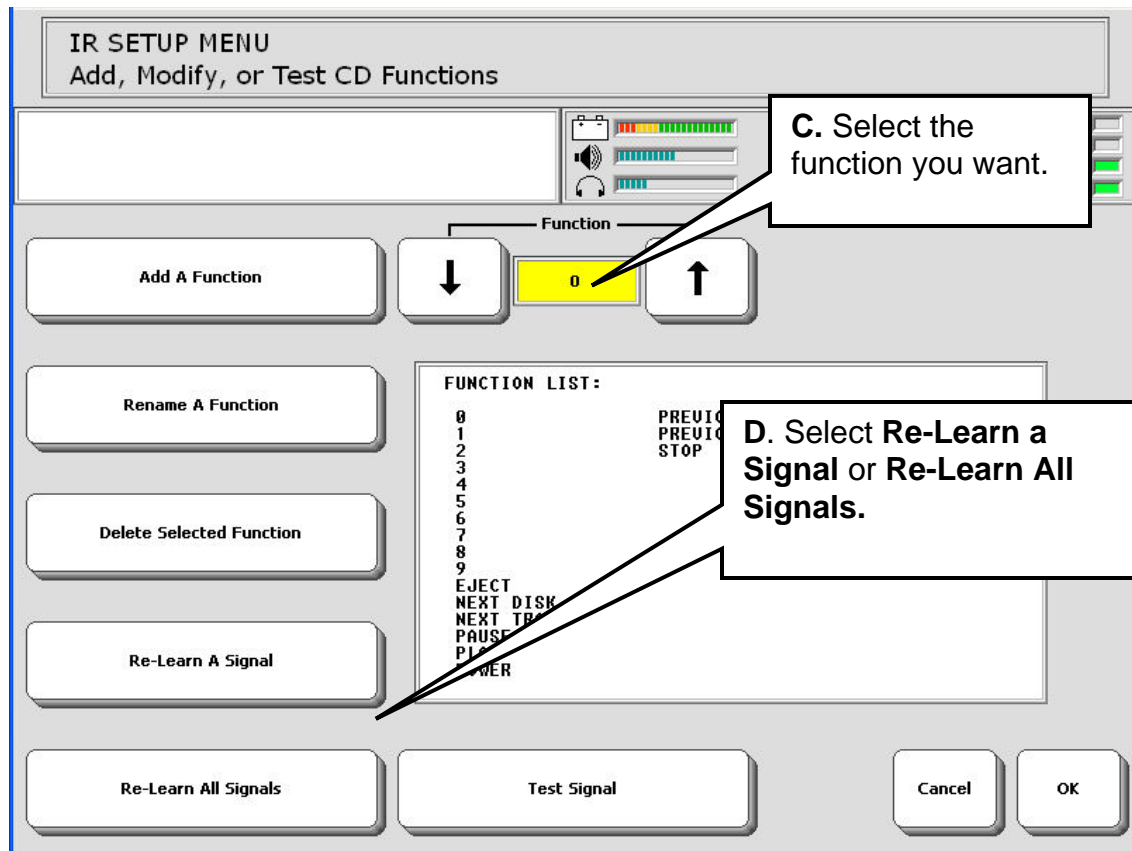 IR SETUP MENU
Add, Modify, or Test CD Functions
C. Select the
function you want.
Function
Add A Function
0
Rename A Function
FUNCTION LIST:
0
1
2
3
4
5
6
7
8
9
EJECT
NEXT DISK
NEXT
PAUSE
STOP
D. Select Re-Learn a
Signal or Re-Learn All
Signals.
Delete Selected Function
Re-Learn A Signal
Re-Learn All Signals
Test Signal
Cancel
OK